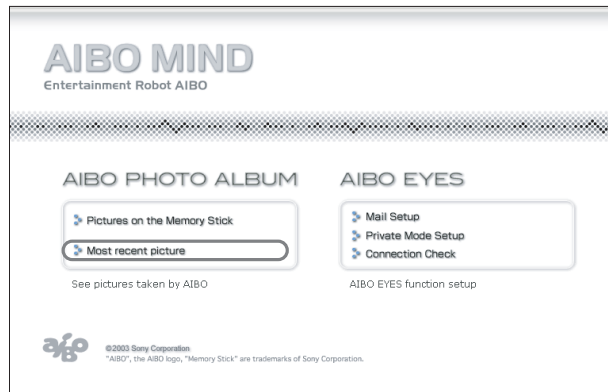 AIBO MIND
Entertainment Robot AIBO
AIBO PHOTO ALBUM
Pictures on the Memory Stick
Most recent picture
See pictures taken by AIBO
AIBO EYES
Mail Setup
Private Mode Setup
Connection Check
AIBO EYES function setup
aibo
©2003 Sony Corporation
"AIBO", the AIBO logo, "Memory Stick" are trademarks of Sony Corporation.